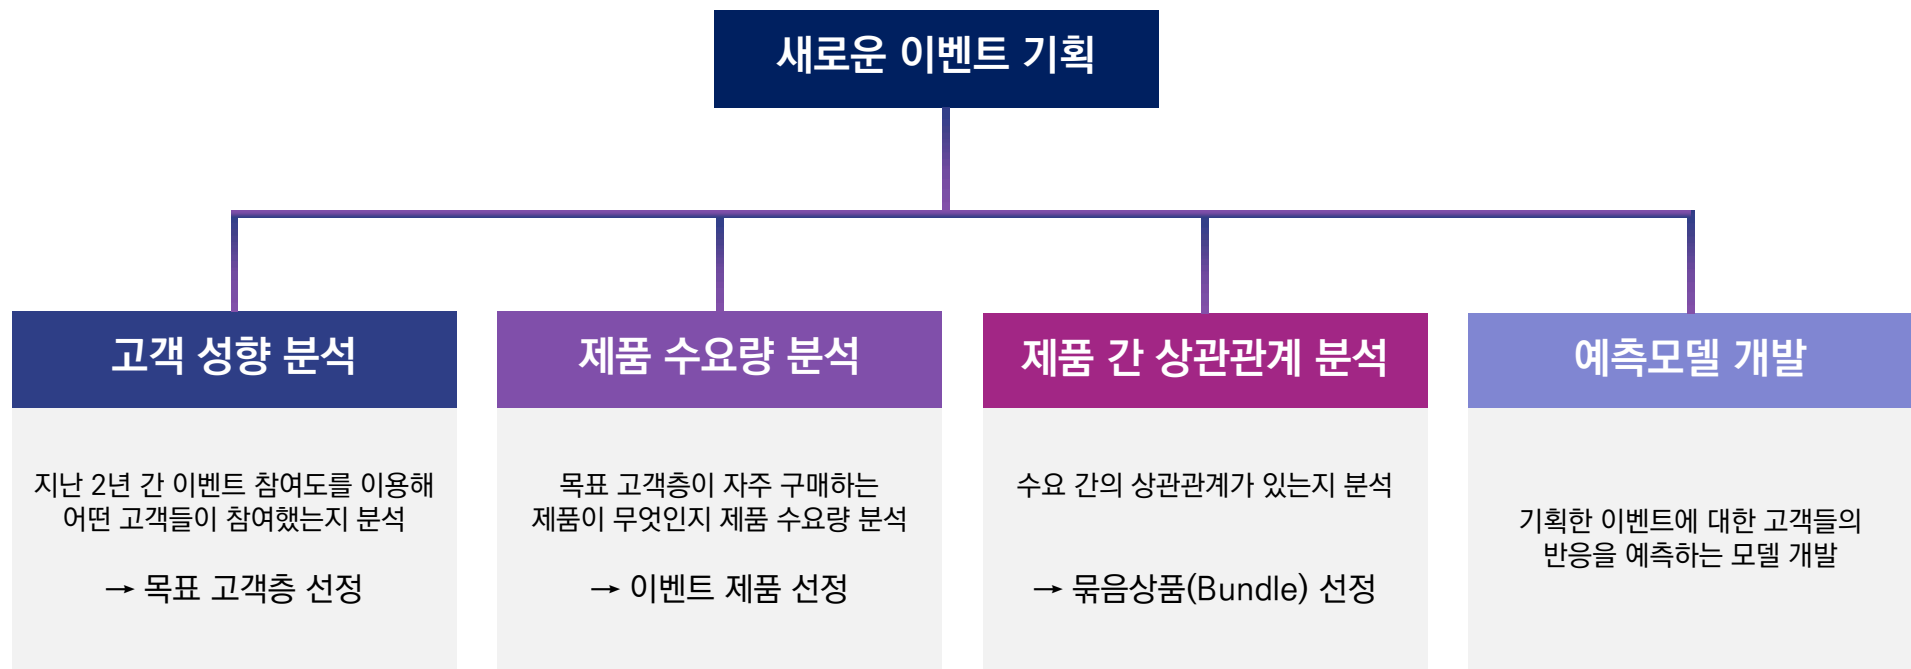 새로운 이벤트 기획
고객 성향 분석
지난 2년 간 이벤트 참여도를 이용해
어떤 고객들이 참여했는지 분석
→ 목표 고객층 선정
제품 수요량 분석
목표 고객층이 자주 구매하는
제품이 무엇인지 제품 수요량 분석
→ 이벤트 제품 선정
제품 간 상관관계 분석
수요 간의 상관관계가 있는지 분석
→ 묶음상품(Bundle) 선정
예측모델 개발
기획한 이벤트에 대한 고객들의
반응을 예측하는 모델 개발